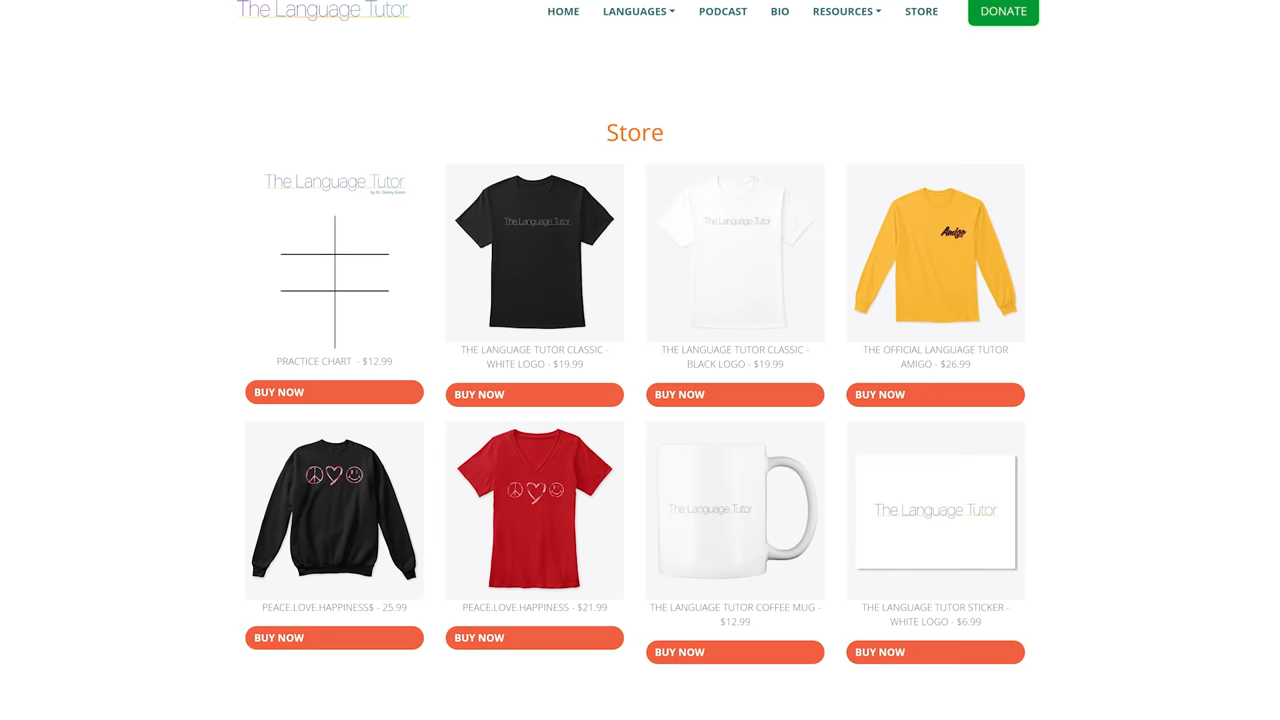 The Language Tutor
HOME LANGUAGES PODCAST BIO RESOURCES STORE DONATE
Store
The Language Tutor
by Dr. Danny Evans
PRACTICE CHART - $12.99
BUY NOW
The Language Tutor
THE LANGUAGE TUTOR CLASSIC -
WHITE LOGO - $19.99
BUY NOW
The Language Tutor
THE LANGUAGE TUTOR CLASSIC -
BLACK LOGO - $19.99
BUY NOW
Amigo
THE OFFICIAL LANGUAGE TUTOR
AMIGO - $26.99
BUY NOW
PEACE.LOVE.HAPPINESS$ - 25.99
BUY NOW
PEACE.LOVE.HAPPINESS - $21.99
BUY NOW
The Language Tutor
THE LANGUAGE TUTOR COFFEE MUG -
$12.99
BUY NOW
The Language Tutor
THE LANGUAGE TUTOR STICKER -
WHITE LOGO - $6.99
BUY NOW